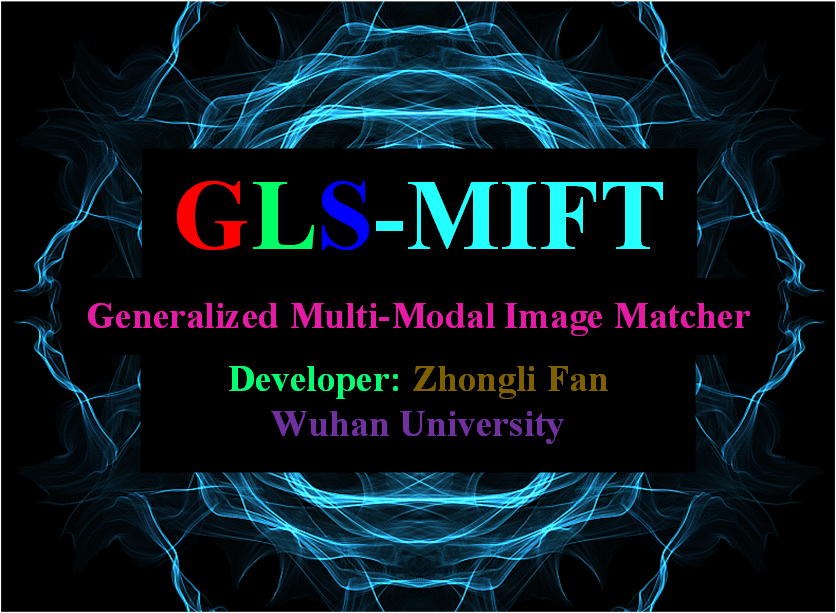 GLS-MIFT
Generalized Multi-Modal Image Matcher
Developer: Zhongli Fan
Wuhan University